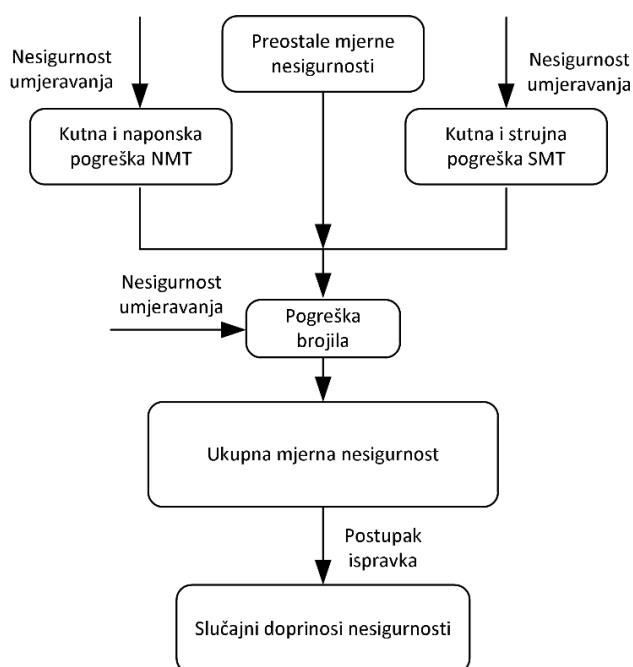 Nesigurnost
umjeravanja
Preostale mjerne
nesigurnosti
Nesigurnost
umjeravanja
Kutna i naponska
pogreška NMT
Kutna i strujna
pogreška SMT
Nesigurnost
umjeravanja
Pogreška
brojila
Ukupna mjerna nesigurnost
Postupak
ispravka
Slučajni doprinosi nesigurnosti